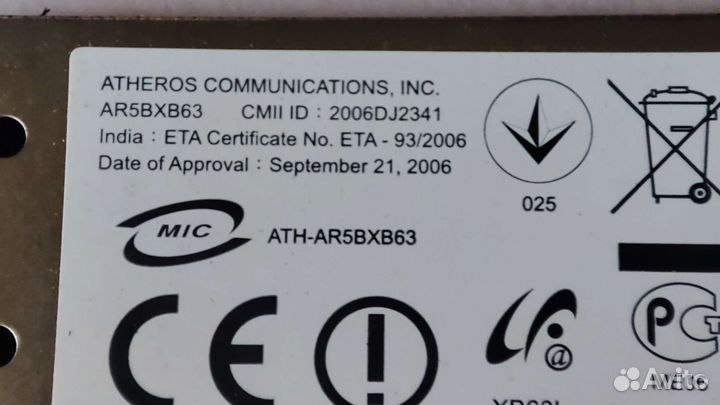 ATHEROS COMMUNICATIONS, INC.
AR5BXB63 CMII ID : 2006DJ2341
India : ETA Certificate No. ETA - 93/2006
Date of Approval : September 21, 2006
025
MIC ATH-AR5BXB63
CE
@
Avito